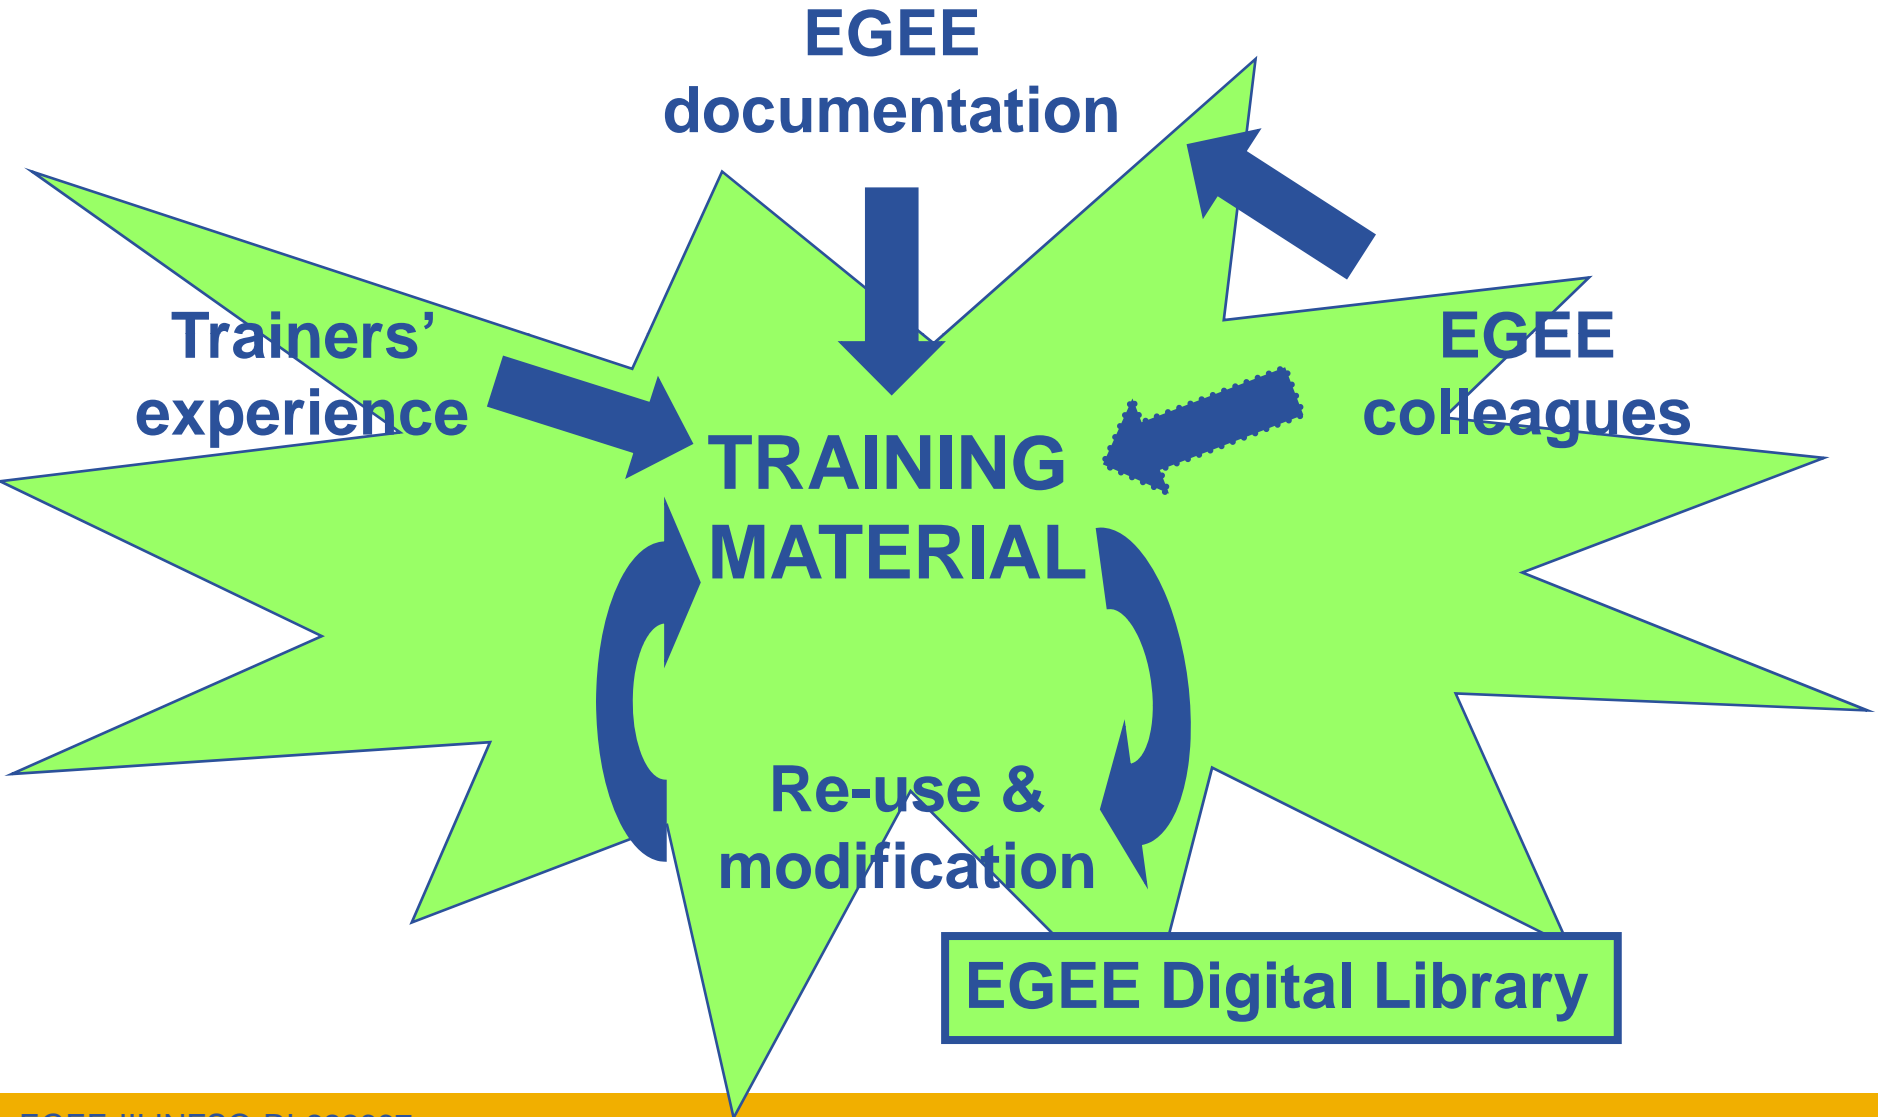 EGEE
documentation
Trainers’
experience
EGEE
colleagues
TRAINING
MATERIAL
Re-use &
modification
EGEE Digital Library